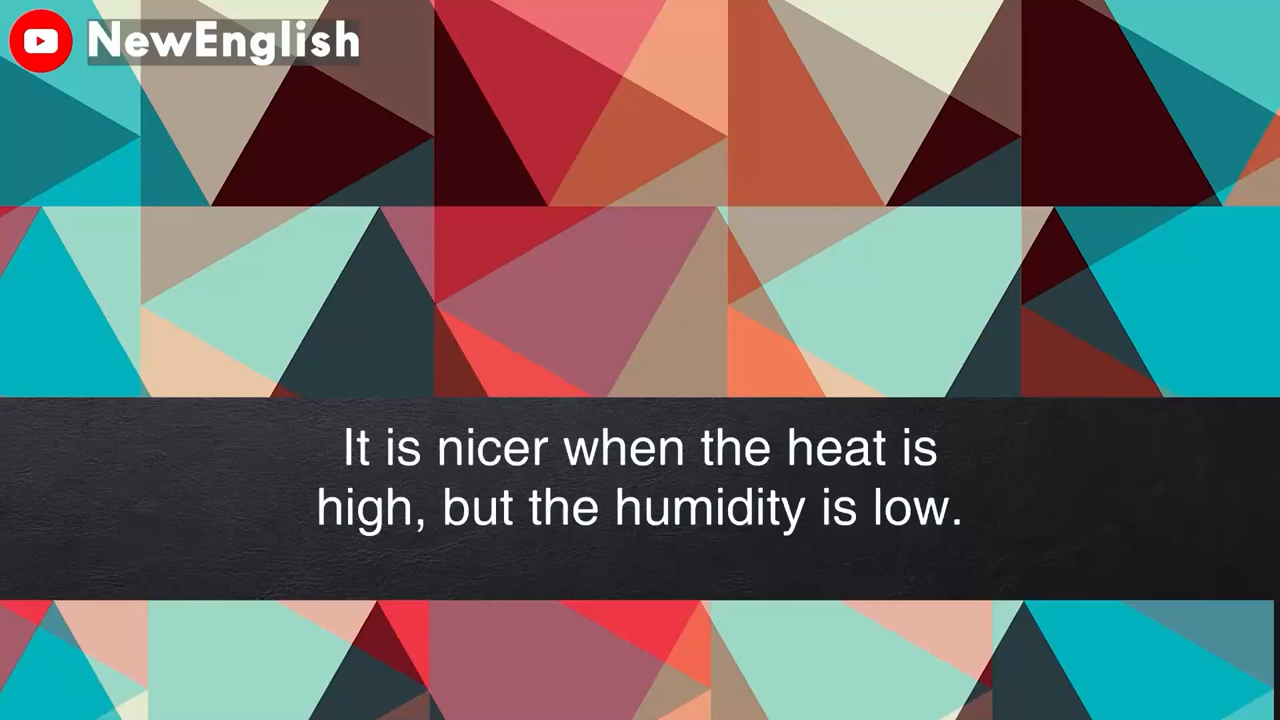 NewEnglish
It is nicer when the heat is
high, but the humidity is low.